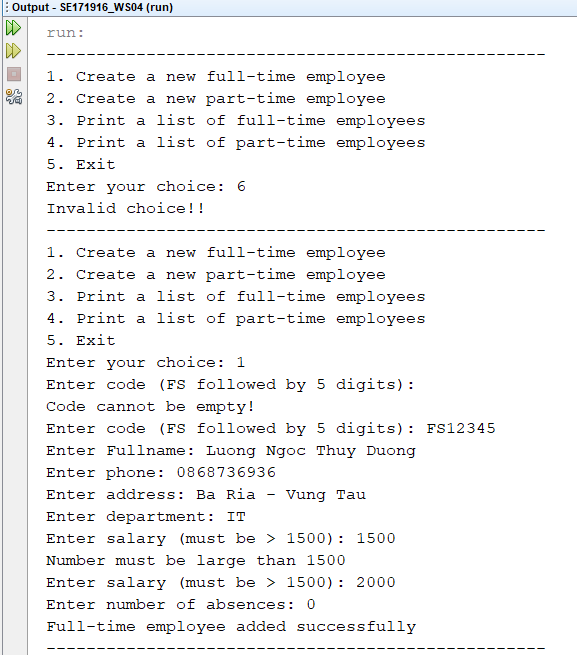 Output - SE171916_WS04 (run)
run:
--------------------------------------------------
1. Create a new full-time employee
2. Create a new part-time employee
3. Print a list of full-time employees
4. Print a list of part-time employees
5. Exit
Enter your choice: 6
Invalid choice!!
--------------------------------------------------
1. Create a new full-time employee
2. Create a new part-time employee
3. Print a list of full-time employees
4. Print a list of part-time employees
5. Exit
Enter your choice: 1
Enter code (FS followed by 5 digits):
Code cannot be empty!
Enter code (FS followed by 5 digits): FS12345
Enter Fullname: Luong Ngoc Thuy Duong
Enter phone: 0868736936
Enter address: Ba Ria - Vung Tau
Enter department: IT
Enter salary (must be > 1500): 1500
Number must be large than 1500
Enter salary (must be > 1500): 2000
Enter number of absences: 0
Full-time employee added successfully
--------------------------------------------------